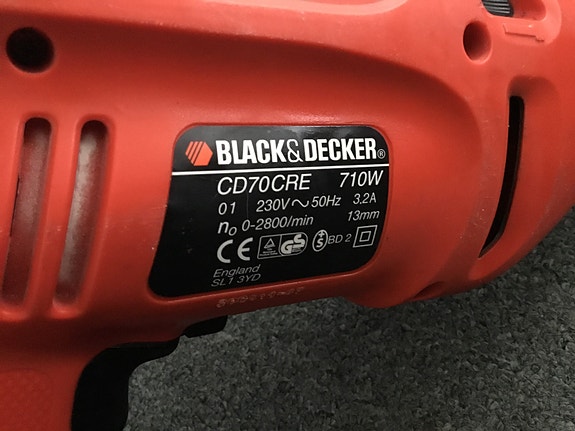 BLACK&DECKER®
CD70CRE 710W
01 230V～50Hz 3.2A
n₀ 0-2800/min 13mm
CE GS S BD 2
England
SL1 3YD